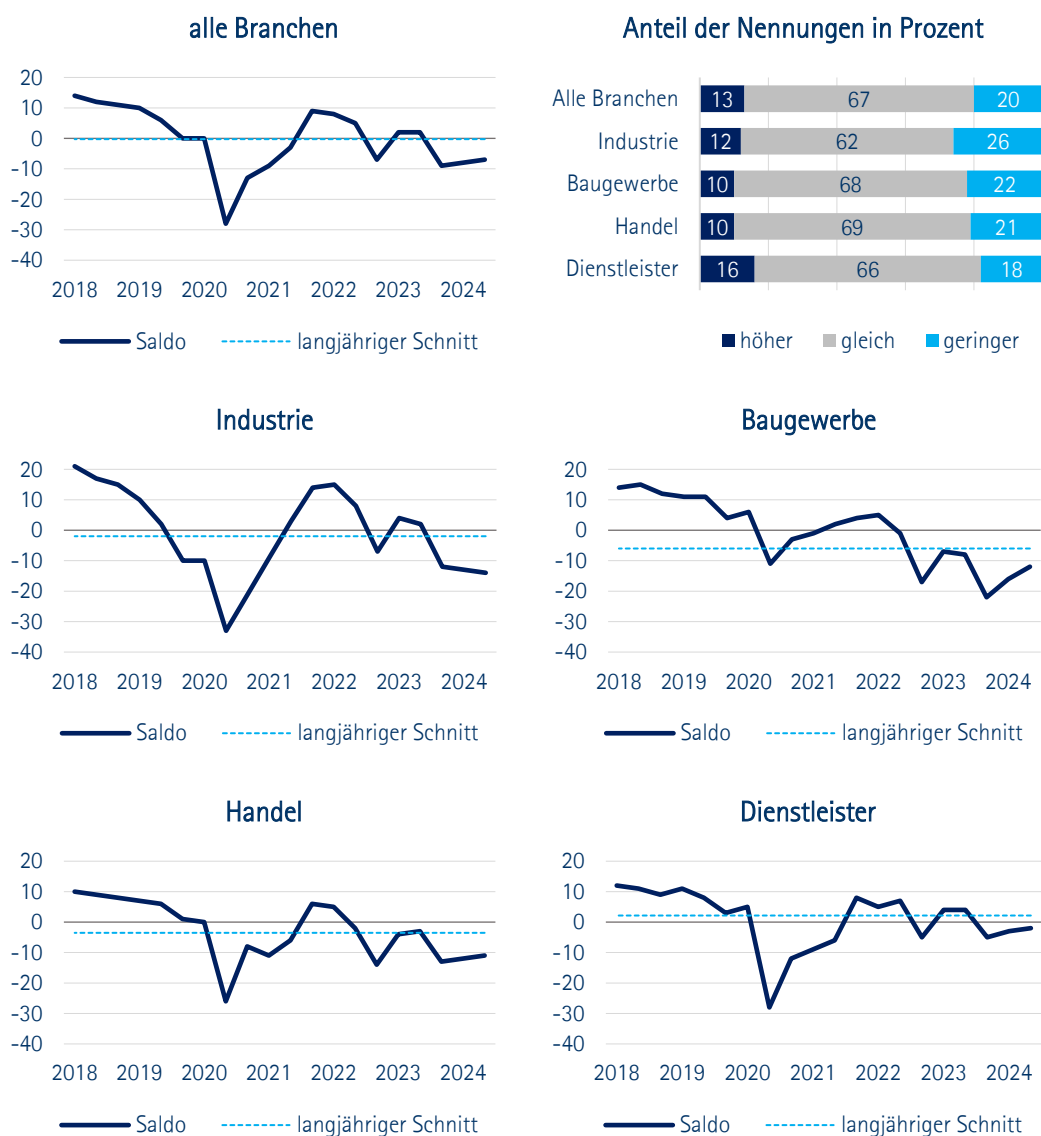 alle Branchen
20
10
0
-10
-20
-30
-40
2018 2019 2020 2021 2022 2023 2024
Saldo langjähriger Schnitt
Anteil der Nennungen in Prozent
Alle Branchen 13 67 20
Industrie 12 62 26
Baugewerbe 10 68 22
Handel 10 69 21
Dienstleister 16 66 18
höher gleich geringer
Industrie
20
10
0
-10
-20
-30
-40
2018 2019 2020 2021 2022 2023 2024
Saldo langjähriger Schnitt
Baugewerbe
20
10
0
-10
-20
-30
-40
2018 2019 2020 2021 2022 2023 2024
Saldo langjähriger Schnitt
Handel
20
10
0
-10
-20
-30
-40
2018 2019 2020 2021 2022 2023 2024
Saldo langjähriger Schnitt
Dienstleister
20
10
0
-10
-20
-30
-40
2018 2019 2020 2021 2022 2023 2024
Saldo langjähriger Schnitt